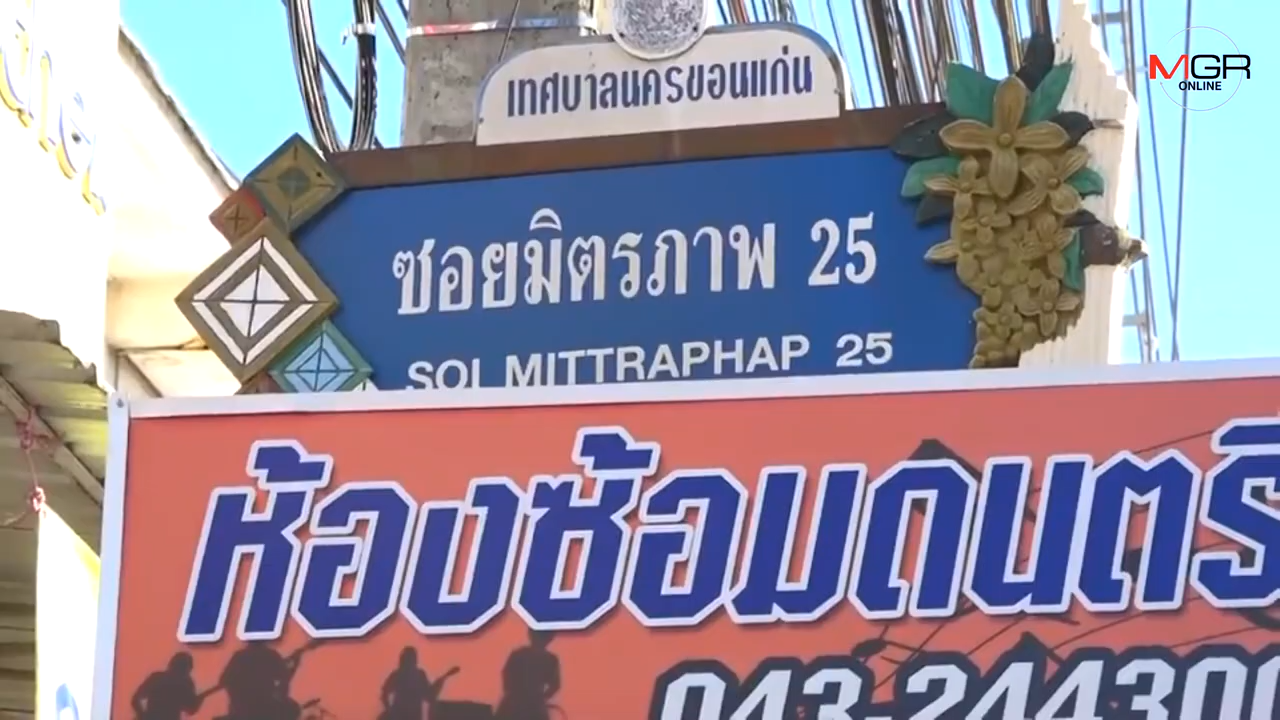 MGR
ONLINE
เทศบาลนครขอนแก่น
ซอยมิตรภาพ 25
SOI MITTRAPHAP 25
ห้องซ้อมดนตรี
043-244300